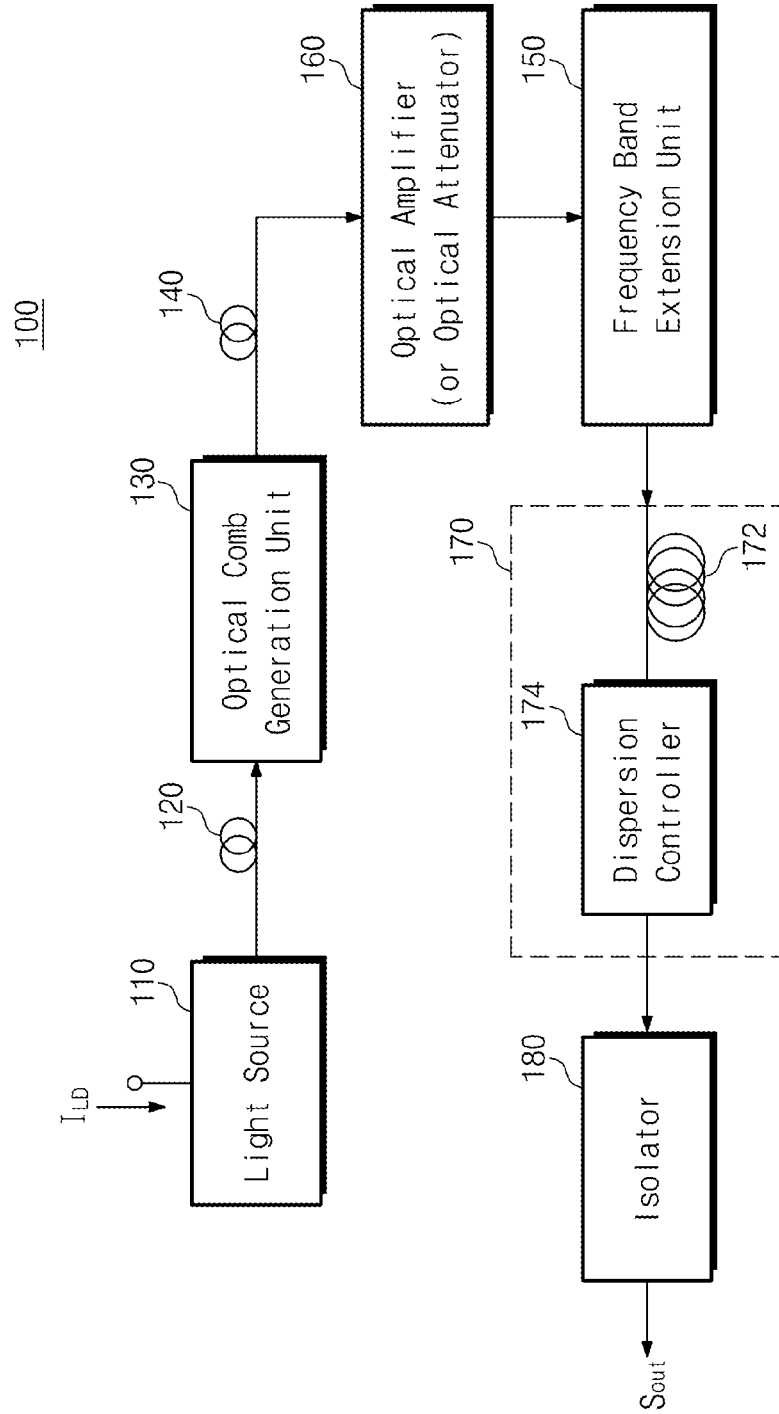 100
I_LD
110
Light Source
120
130
Optical Comb
Generation Unit
140
160
Optical Amplifier
(or Optical Attenuator)
150
Frequency Band
Extension Unit
170
172
174
Dispersion
Controller
180
Isolator
Sout